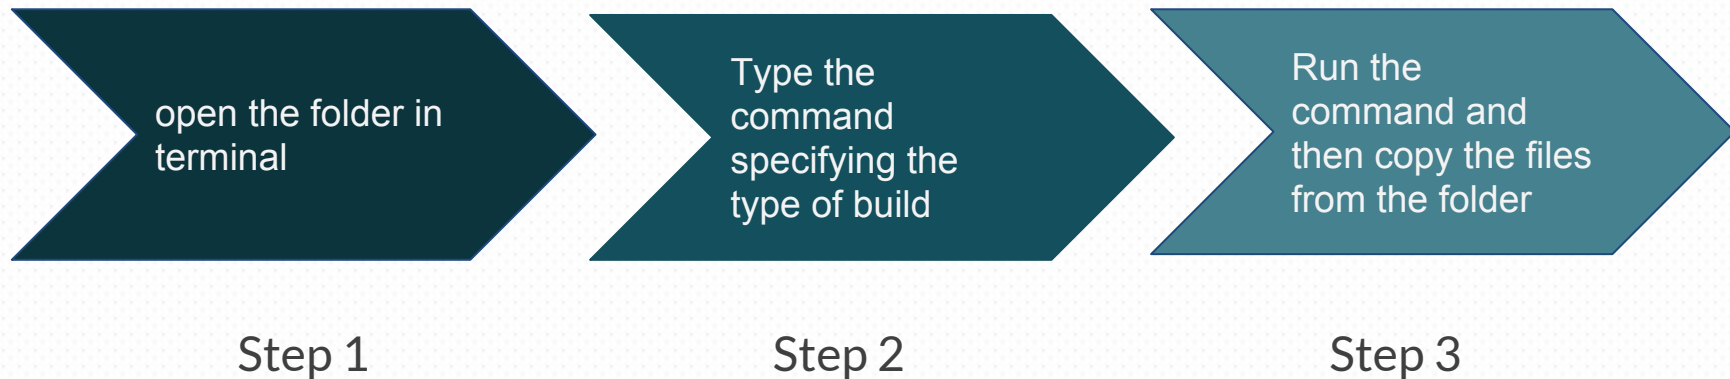 open the folder in
terminal
Type the
command
specifying the
type of build
Run the
command and
then copy the files
from the folder
Step 1
Step 2
Step 3